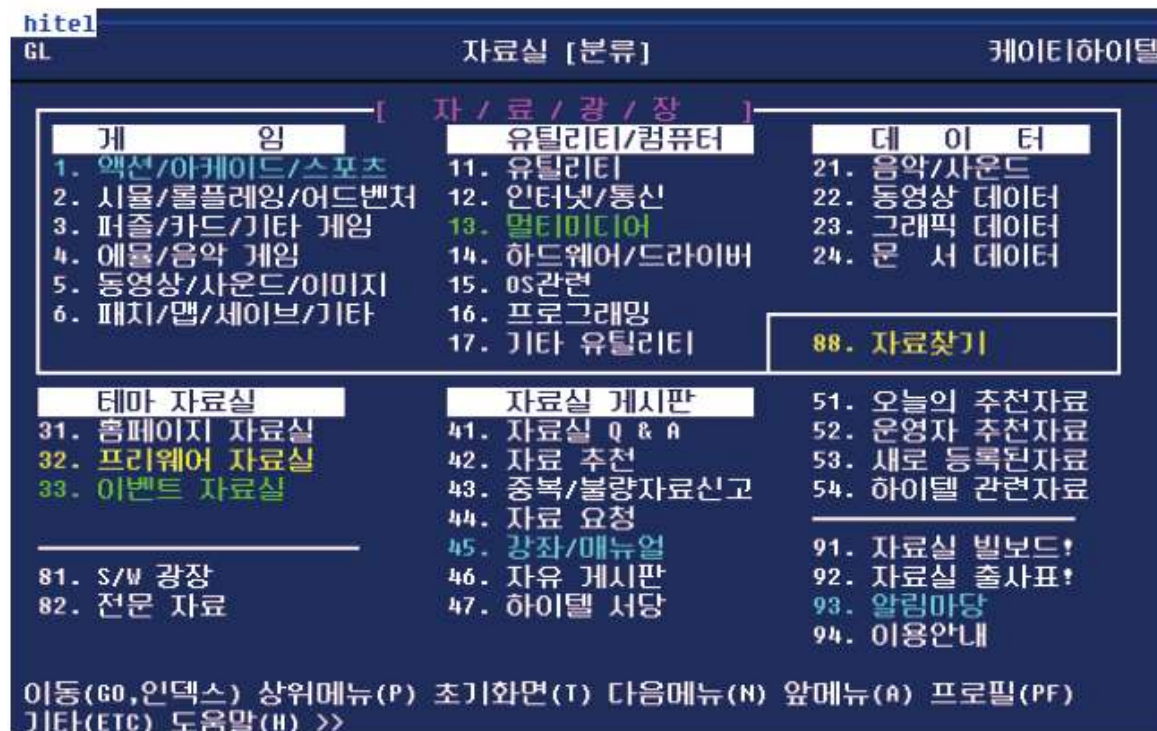 hitel
GL 자료실 [분류] 케이티하이텔
[ 자 / 료 / 광 / 장 ]
게 임 유틸리티/컴퓨터 데 이 터
1. 액션/아케이드/스포츠 11. 유틸리티 21. 음악/사운드
2. 시뮬/롤플레잉/어드벤처 12. 인터넷/통신 22. 동영상 데이터
3. 퍼즐/카드/기타 게임 13. 멀티미디어 23. 그래픽 데이터
4. 에뮬/음악 게임 14. 하드웨어/드라이버 24. 문 서 데이터
5. 동영상/사운드/이미지 15. OS관련
6. 패치/맵/세이브/기타 16. 프로그래밍
17. 기타 유틸리티 88. 자료찾기
테마 자료실 자료실 게시판 51. 오늘의 추천자료
31. 홈페이지 자료실 41. 자료실 Q & A 52. 운영자 추천자료
32. 프리웨어 자료실 42. 자료 추천 53. 새로 등록된자료
33. 이벤트 자료실 43. 중복/불량자료신고 54. 하이텔 관련자료
44. 자료 요청
45. 강좌/매뉴얼 91. 자료실 빌보드!
81. S/W 광장 46. 자유 게시판 92. 자료실 출사표!
82. 전문 자료 47. 하이텔 서당 93. 알림마당
94. 이용안내
이동(GO,인덱스) 상위메뉴(P) 초기화면(T) 다음메뉴(N) 앞메뉴(A) 프로필(PF)
기타(ETC) 도움말(H) >>